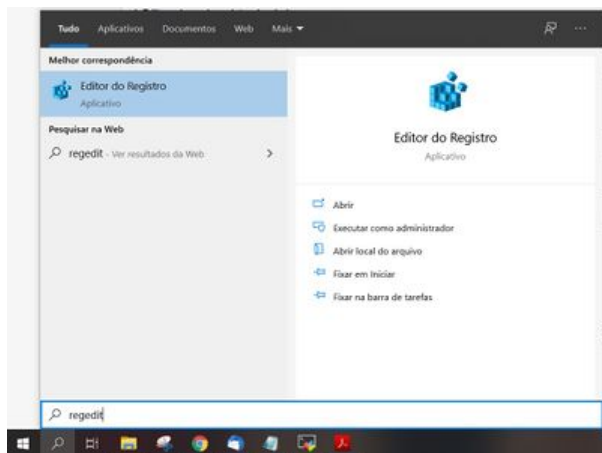 Tudo Aplicativos Documentos Web Mais
Melhor correspondência
Editor do Registro
Aplicativo
Pesquisar na Web
regedit - Ver resultados da Web
Editor do Registro
Aplicativo
Abrir
Executar como administrador
Abrir local do arquivo
Fixar em Iniciar
Fixar na barra de tarefas
regedit